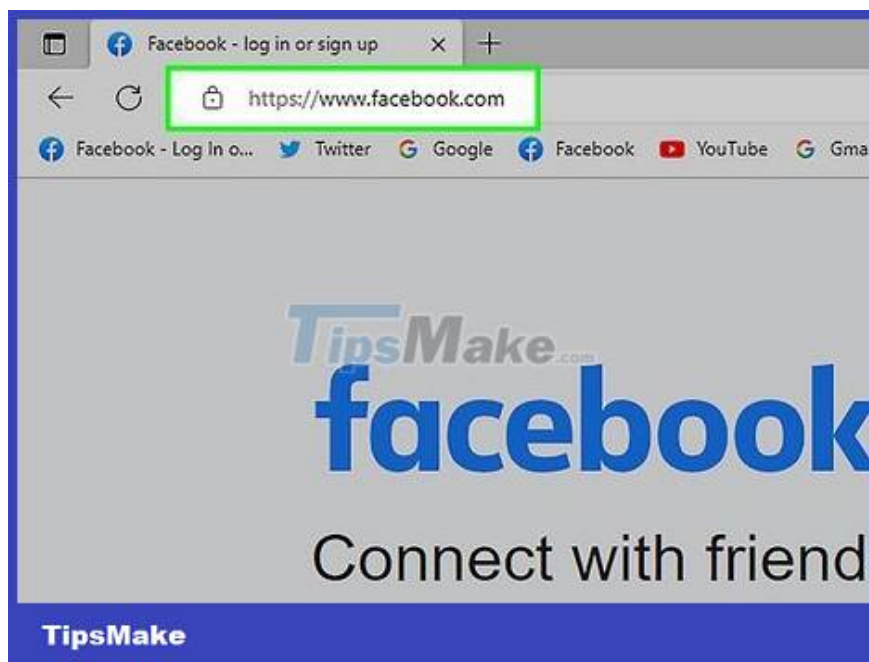 Facebook - log in or sign up
https://www.facebook.com
Facebook - Log In o... Twitter Google Facebook YouTube Gma
TipsMake.com
facebook
Connect with friend
TipsMake